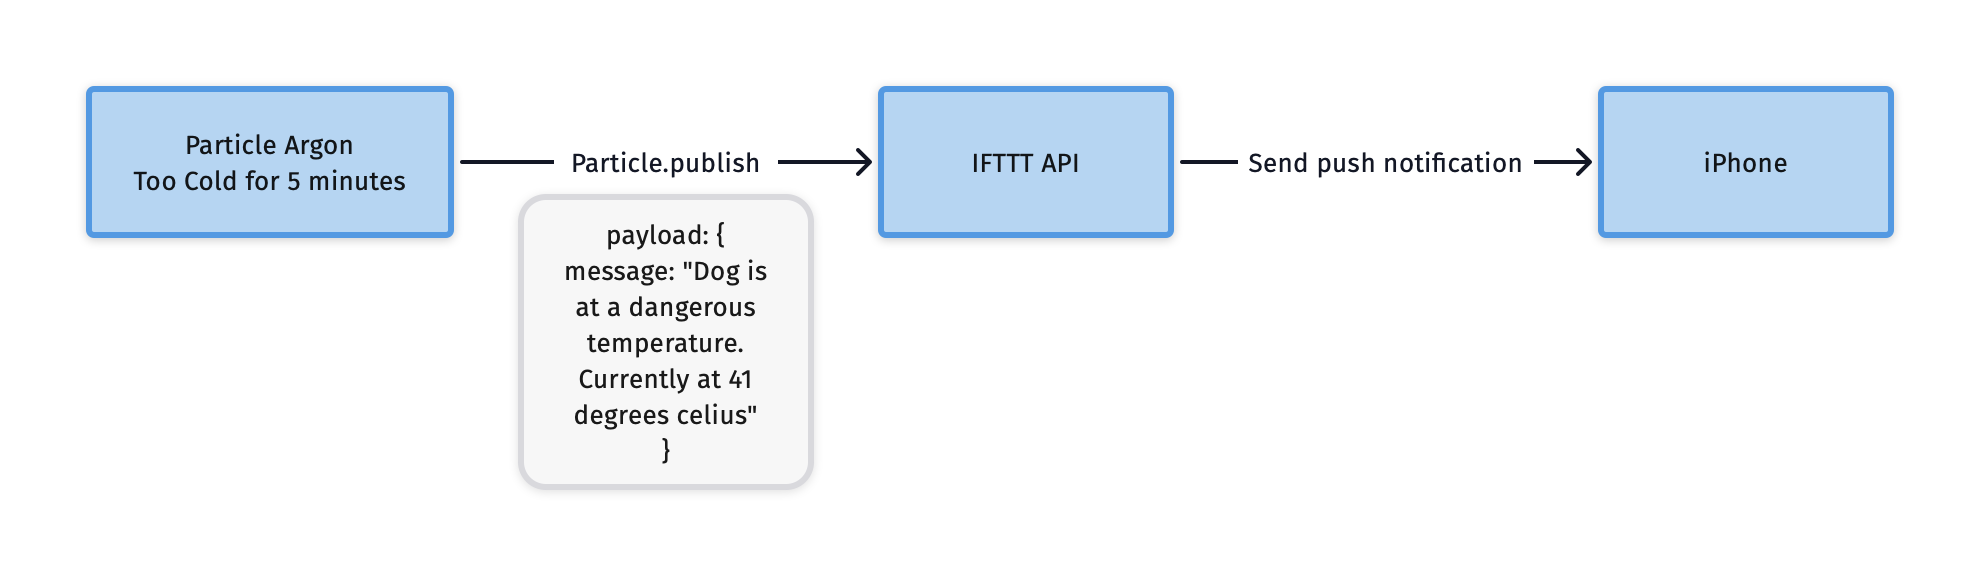 Particle Argon
Too Cold for 5 minutes
Particle.publish
payload: {
message: "Dog is
at a dangerous
temperature.
Currently at 41
degrees celius"
}
IFTTT API
Send push notification
iPhone